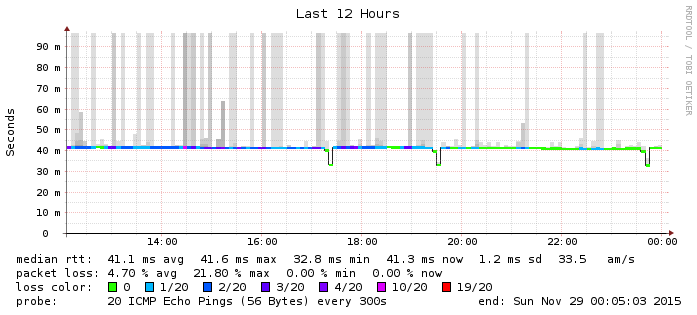 Last 12 Hours
RRDTOOL / TOBI OETIKER
Seconds
90 m
80 m
70 m
60 m
50 m
40 m
30 m
20 m
10 m
0
14:00 16:00 18:00 20:00 22:00 00:00
median rtt: 41.1 ms avg 41.6 ms max 32.8 ms min 41.3 ms now 1.2 ms sd 33.5 am/s
packet loss: 4.70 % avg 21.80 % max 0.00 % min 0.00 % now
loss color: 0 1/20 2/20 3/20 4/20 10/20 19/20
probe: 20 ICMP Echo Pings (56 Bytes) every 300s end: Sun Nov 29 00:05:03 2015